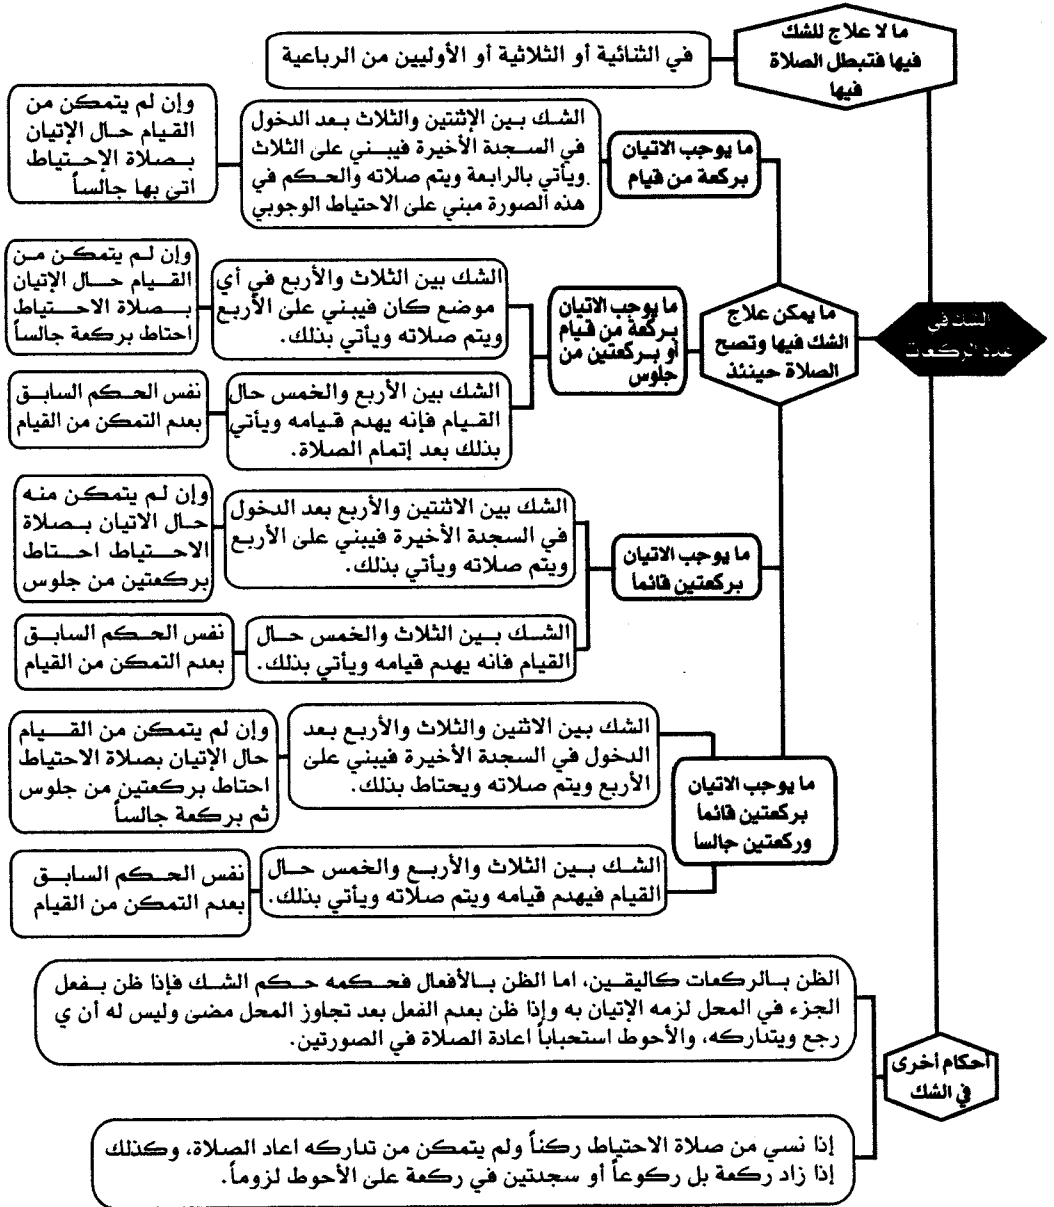 ما لا علاج للشك
فيها فتبطل الصلاة
فيها
في الثنائية أو الثلاثية أو الأوليين من الرباعية
ما يوجب الاتيان
بركعة من قيام
الشك بين الإثنتين والثلاث بعد الدخول
في السجدة الأخيرة فيبني على الثلاث
ويأتي بالرابعة ويتم صلاته والحكم في
هذه الصورة مبني على الاحتياط الوجوبي
وإن لم يتمكن من
القيام حال الإتيان
بصلاة الإحتياط
اتى بها جالساً
الشك في
عدد الركعات
ما يمكن علاج
الشك فيها وتصح
الصلاة حينئذ
ما يوجب الاتيان
بركعة من قيام
أو بركعتين من
جلوس
الشك بين الثلاث والأربع في أي
موضع كان فيبني على الأربع
ويتم صلاته ويأتي بذلك.
وإن لم يتمكن من
القيام حال الإتيان
بصلاة الاحتياط
احتاط بركعة جالساً
الشك بين الأربع والخمس حال
القيام فإنه يهدم قيامه ويأتي
بذلك بعد إتمام الصلاة.
نفس الحكم السابق
بعدم التمكن من القيام
ما يوجب الاتيان
بركعتين قائماً
الشك بين الاثنتين والأربع بعد الدخول
في السجدة الأخيرة فيبني على الأربع
ويتم صلاته ويأتي بذلك.
وإن لم يتمكن منه
حال الاتيان بصلاة
الاحتياط احتاط
بركعتين من جلوس
الشك بين الثلاث والخمس حال
القيام فانه يهدم قيامه ويأتي بذلك.
نفس الحكم السابق
بعدم التمكن من القيام
ما يوجب الاتيان
بركعتين قائماً
وركعتين جالساً
الشك بين الاثنتين والثلاث والأربع بعد
الدخول في السجدة الأخيرة فيبني على
الأربع ويتم صلاته ويحتاط بذلك.
وإن لم يتمكن من القيام
حال الإتيان بصلاة الاحتياط
احتاط بركعتين من جلوس
ثم بركعة جالساً
الشك بين الثلاث والأربع والخمس حال
القيام فيهدم قيامه ويتم صلاته ويأتي بذلك.
نفس الحكم السابق
بعدم التمكن من القيام
أحكام أخرى
في الشك
الظن بالركعات كاليقين، اما الظن بالأفعال فحكمه حكم الشك فإذا ظن بفعل
الجزء في المحل لزمه الإتيان به وإذا ظن بعدم الفعل بعد تجاوز المحل مضى وليس له أن ي
رجع ويتداركه، والأحوط استحباباً اعادة الصلاة في الصورتين.
إذا نسي من صلاة الاحتياط ركناً ولم يتمكن من تداركه اعاد الصلاة، وكذلك
إذا زاد ركعة بل ركوعاً أو سجدتين في ركعة على الأحوط لزوماً.